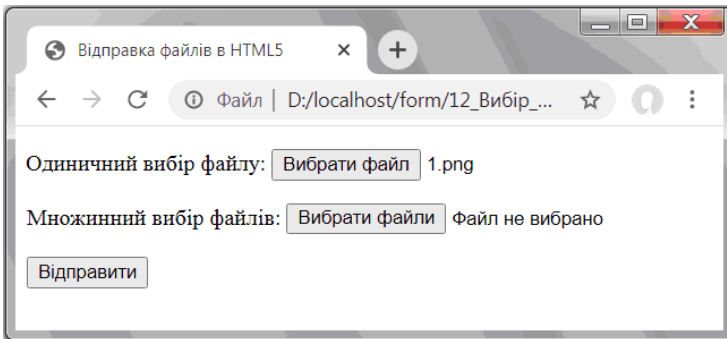 Відправка файлів в HTML5
Файл | D:/localhost/form/12_Вибір_...
Одиничний вибір файлу: Вибрати файл 1.png
Множинний вибір файлів: Вибрати файли Файл не вибрано
Відправити